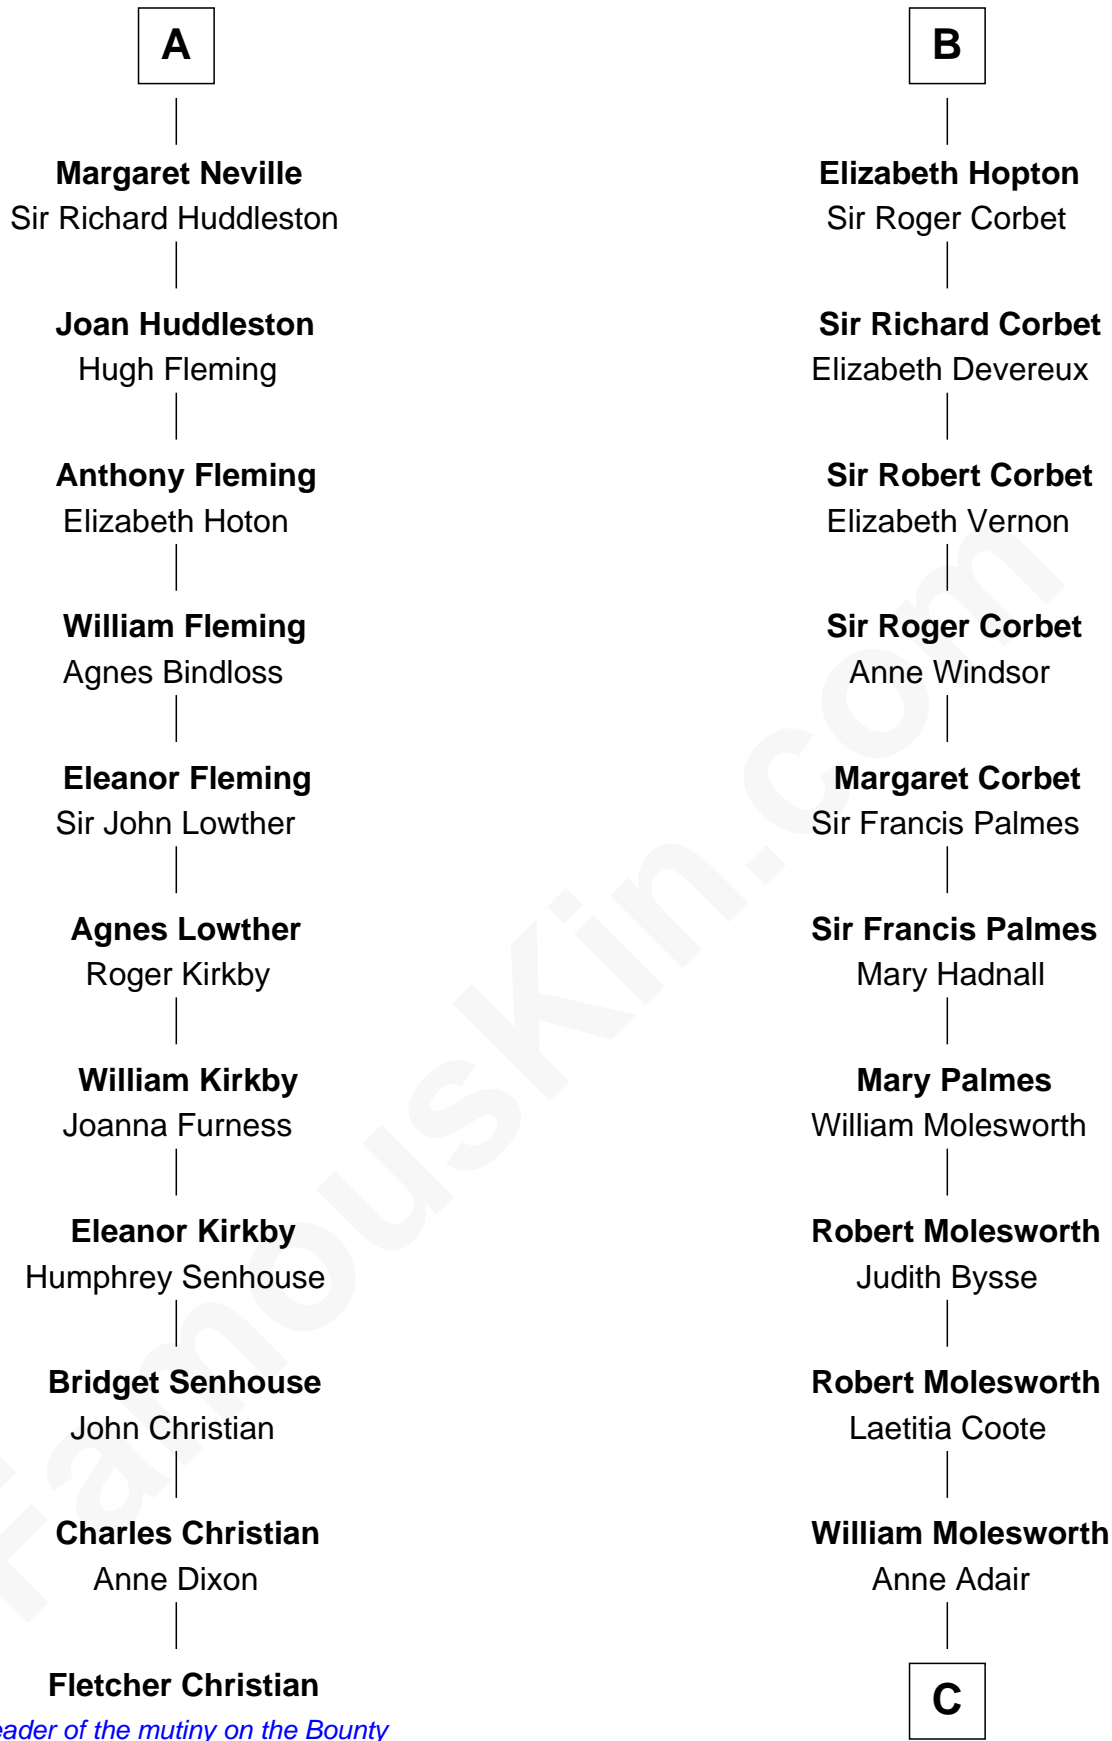 A
Margaret Neville
Sir Richard Huddleston
Joan Huddleston
Hugh Fleming
Anthony Fleming
Elizabeth Hoton
William Fleming
Agnes Bindloss
Eleanor Fleming
Sir John Lowther
Agnes Lowther
Roger Kirkby
William Kirkby
Joanna Furness
Eleanor Kirkby
Humphrey Senhouse
Bridget Senhouse
John Christian
Charles Christian
Anne Dixon
Fletcher Christian
eader of the mutiny on the Bounty
B
Elizabeth Hopton
Sir Roger Corbet
Sir Richard Corbet
Elizabeth Devereux
Sir Robert Corbet
Elizabeth Vernon
Sir Roger Corbet
Anne Windsor
Margaret Corbet
Sir Francis Palmes
Sir Francis Palmes
Mary Hadnall
Mary Palmes
William Molesworth
Robert Molesworth
Judith Bysse
Robert Molesworth
Laetitia Coote
William Molesworth
Anne Adair
C
FamousKin.com